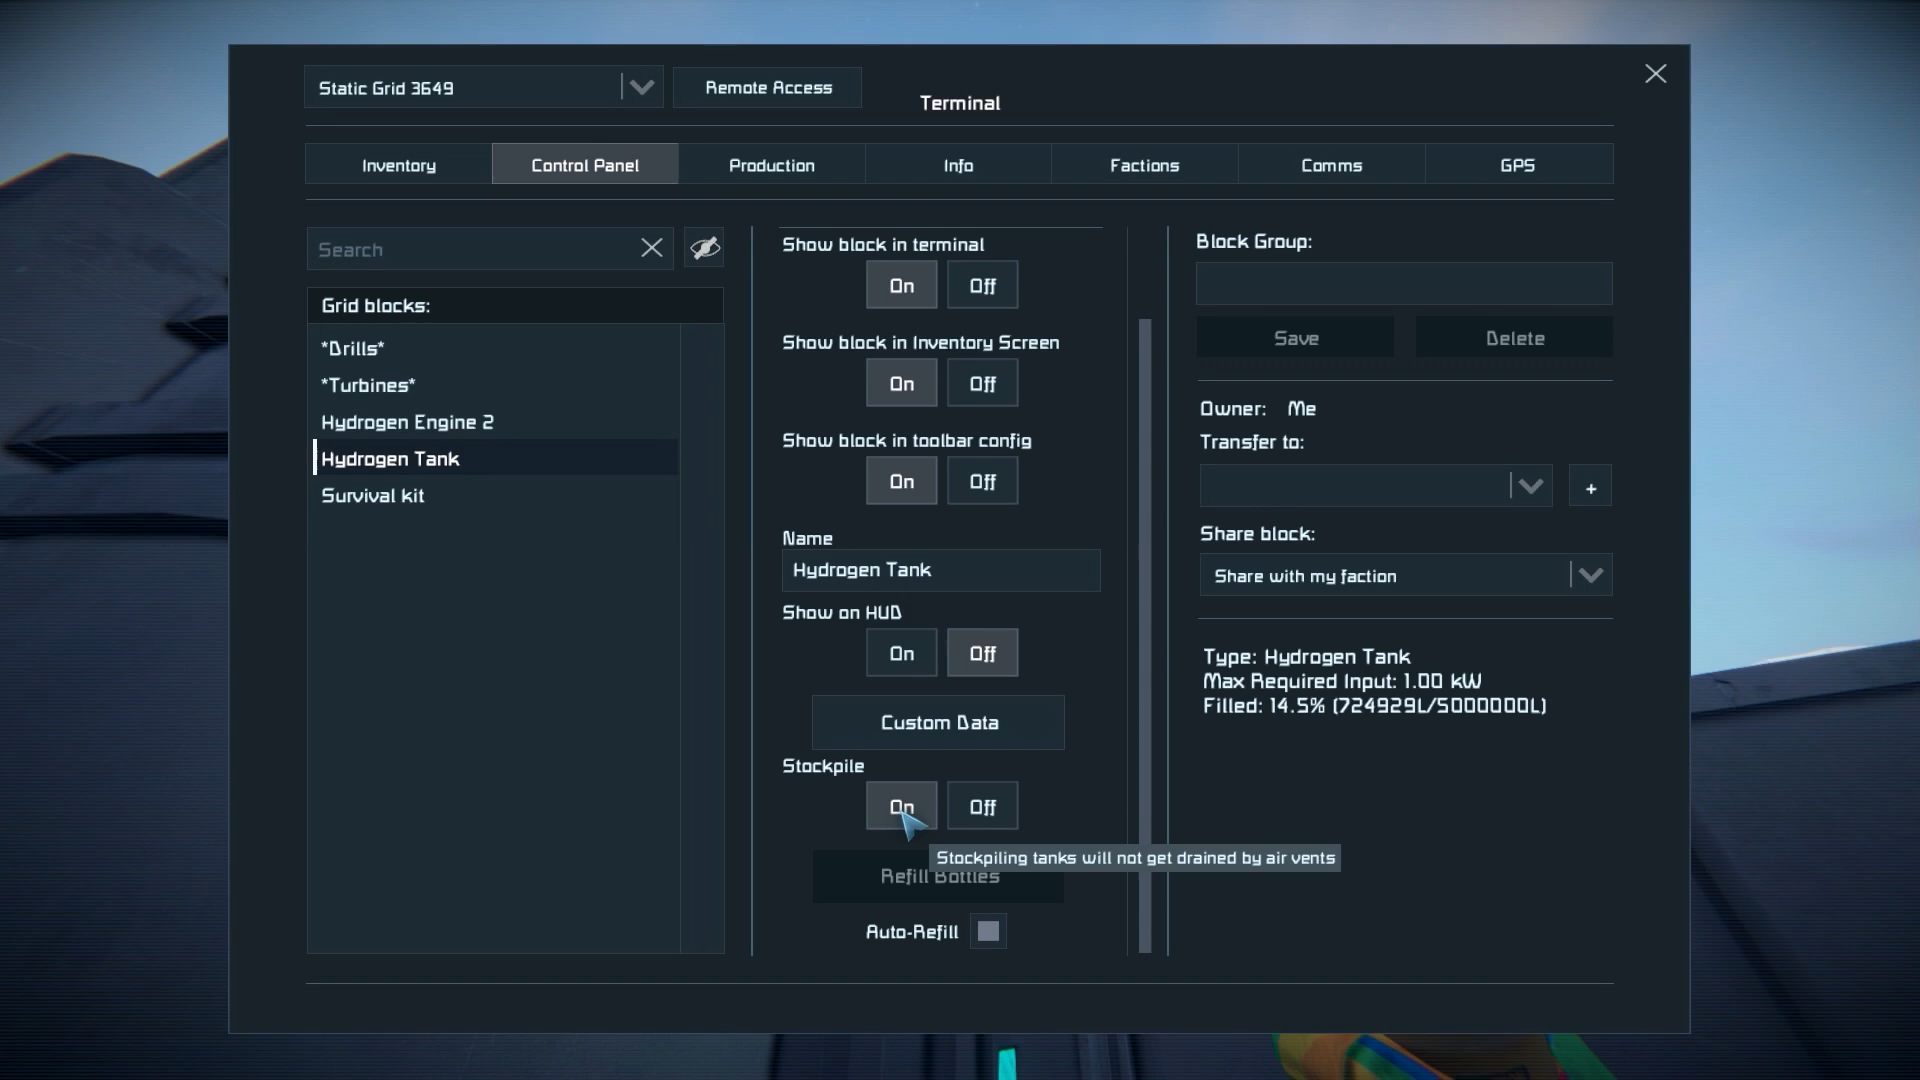 Static Grid 3649
Remote Access
Terminal
Inventory
Control Panel
Production
Info
Factions
Comms
GPS
Search
Grid blocks:
*Drills*
*Turbines*
Hydrogen Engine 2
Hydrogen Tank
Survival kit
Show block in terminal
On Off
Show block in Inventory Screen
On Off
Show block in toolbar config
On Off
Name
Hydrogen Tank
Show on HUD
On Off
Custom Data
Stockpile
On Off
Stockpiling tanks will not get drained by air vents
Refill Bottles
Auto-Refill
Block Group:
Save Delete
Owner: Me
Transfer to:
+
Share block:
Share with my faction
Type: Hydrogen Tank
Max Required Input: 1.00 kW
Filled: 14.5% (724929L/5000000L)